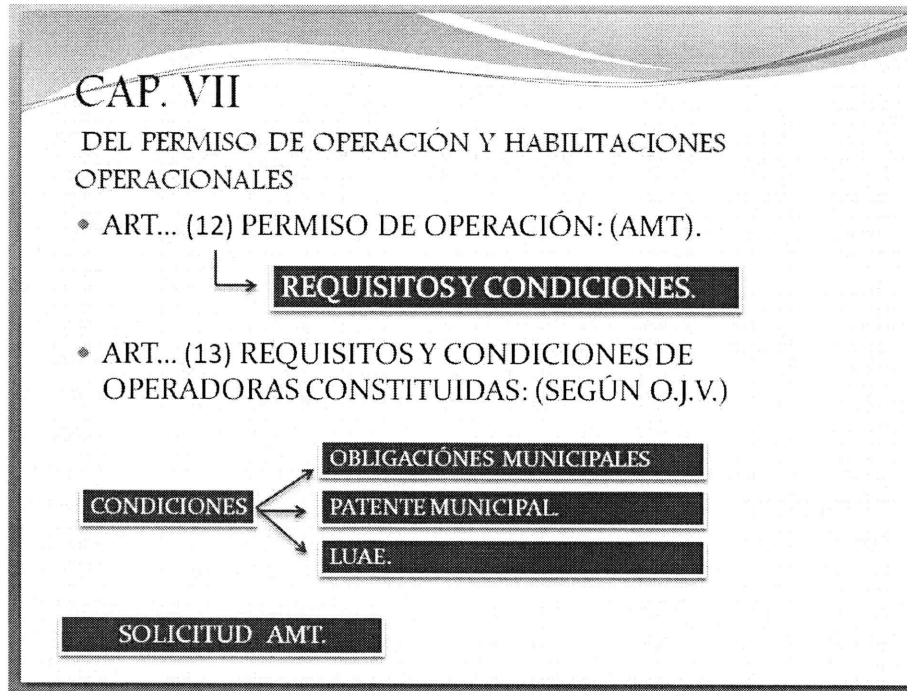 CAP. VII
DEL PERMISO DE OPERACIÓN Y HABILITACIONES
OPERACIONALES
• ART... (12) PERMISO DE OPERACIÓN: (AMT).
REQUISITOS Y CONDICIONES.
• ART... (13) REQUISITOS Y CONDICIONES DE
OPERADORAS CONSTITUIDAS: (SEGÚN O.J.V.)
OBLIGACIÓNES MUNICIPALES
CONDICIONES
PATENTE MUNICIPAL.
LUAE.
SOLICITUD AMT.